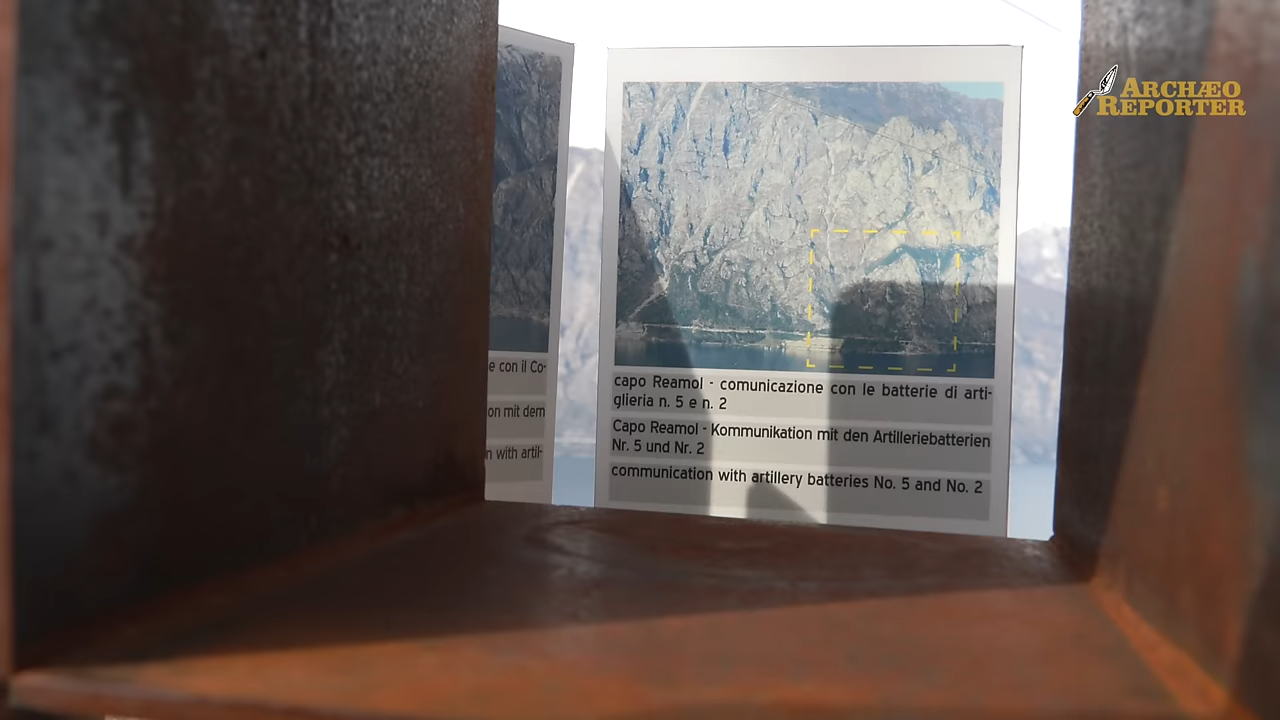 ARCHÆO
REPORTER
e con il Co-
on mit dem
n with artil-
capo Reamol - comunicazione con le batterie di arti-
glieria n. 5 e n. 2
Capo Reamol - Kommunikation mit den Artilleriebatterien
Nr. 5 und Nr. 2
communication with artillery batteries No. 5 and No. 2